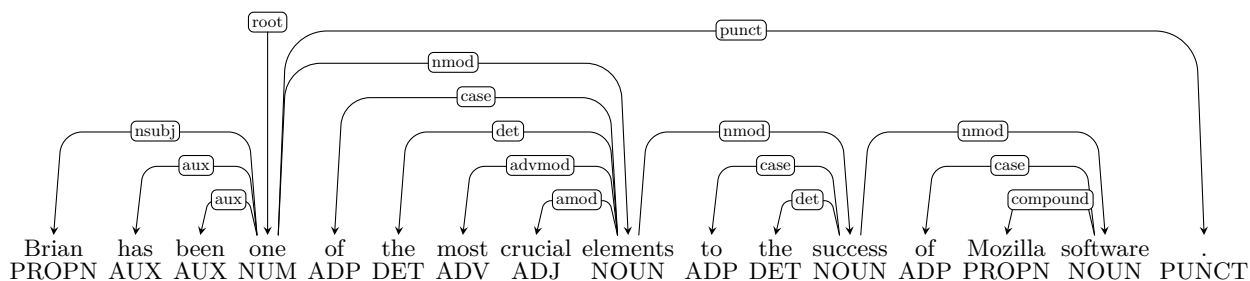 root
punct
nmod
case
nsubj det nmod nmod
aux advmod case case
aux amod det compound
Brian has been one of the most crucial elements to the success of Mozilla software .
PROPN AUX AUX NUM ADP DET ADV ADJ NOUN ADP DET NOUN ADP PROPN NOUN PUNCT